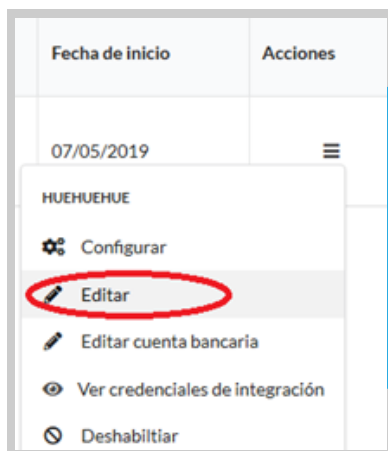 Fecha de inicio Acciones
07/05/2019
HUEHUEHUE
Configurar
Editar
Editar cuenta bancaria
Ver credenciales de integración
Deshabiltiar